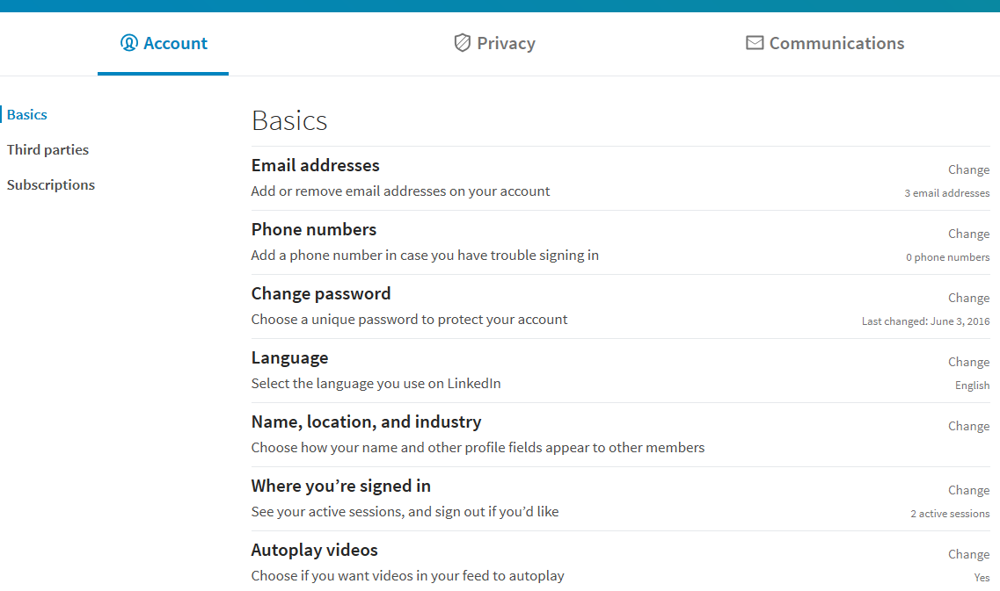 Account
Privacy
Communications
Basics
Third parties
Subscriptions
Basics
Email addresses
Change
Add or remove email addresses on your account
3 email addresses
Phone numbers
Change
Add a phone number in case you have trouble signing in
0 phone numbers
Change password
Change
Choose a unique password to protect your account
Last changed: June 3, 2016
Language
Change
Select the language you use on LinkedIn
English
Name, location, and industry
Change
Choose how your name and other profile fields appear to other members
Where you’re signed in
Change
See your active sessions, and sign out if you’d like
2 active sessions
Autoplay videos
Change
Choose if you want videos in your feed to autoplay
Yes